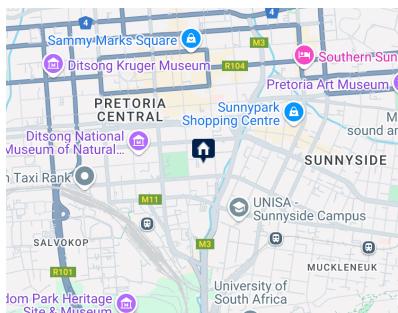 4
4
Sammy Marks Square
M3
Southern Sun
Ditsong Kruger Museum
R104
Pretoria Art Museum
PRETORIA
CENTRAL
Sunnypark
Shopping Centre
Ditsong National
Museum of Natural...
sound a
SUNNYSIDE
n Taxi Rank
M11
UNISA -
Sunnyside Campus
SALVOKOP
M3
MUCKLENEUK
R101
dom Park Heritage
Site & Museum
University of
South Africa